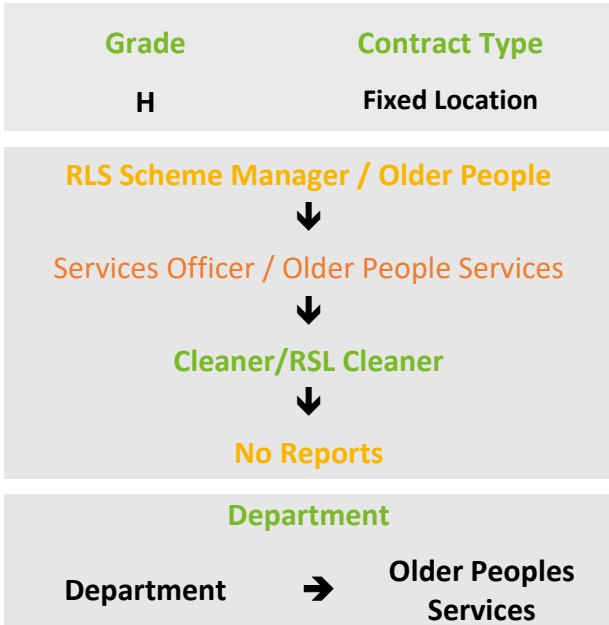 Grade Contract Type
H Fixed Location
RLS Scheme Manager / Older People
Services Officer / Older People Services
Cleaner/RSL Cleaner
No Reports
Department
Department Older Peoples
Services